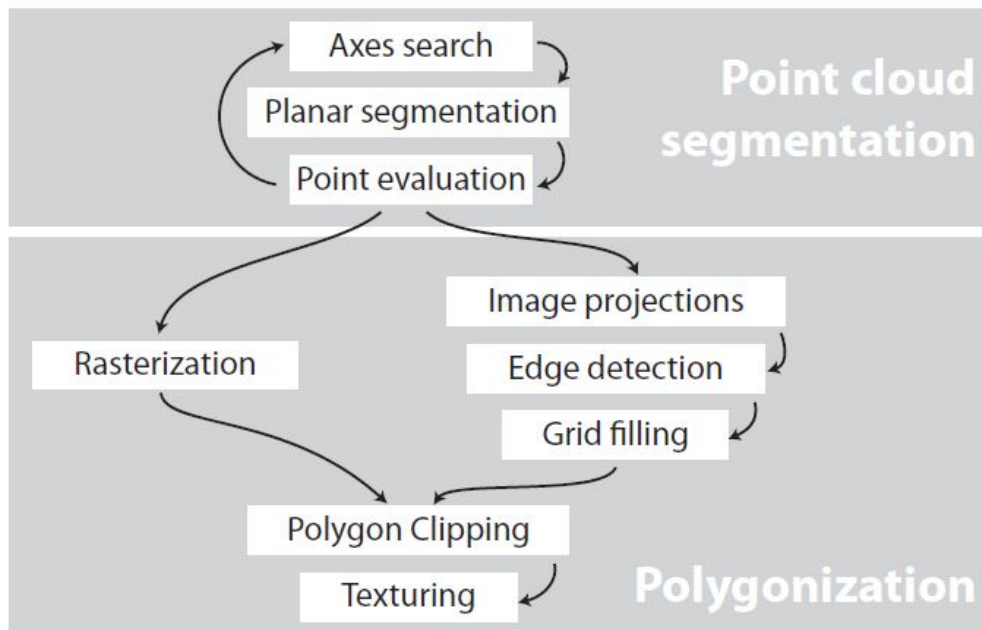 Axes search
Planar segmentation
Point evaluation
Point cloud
segmentation
Image projections
Rasterization
Edge detection
Grid filling
Polygon Clipping
Texturing
Polygonization